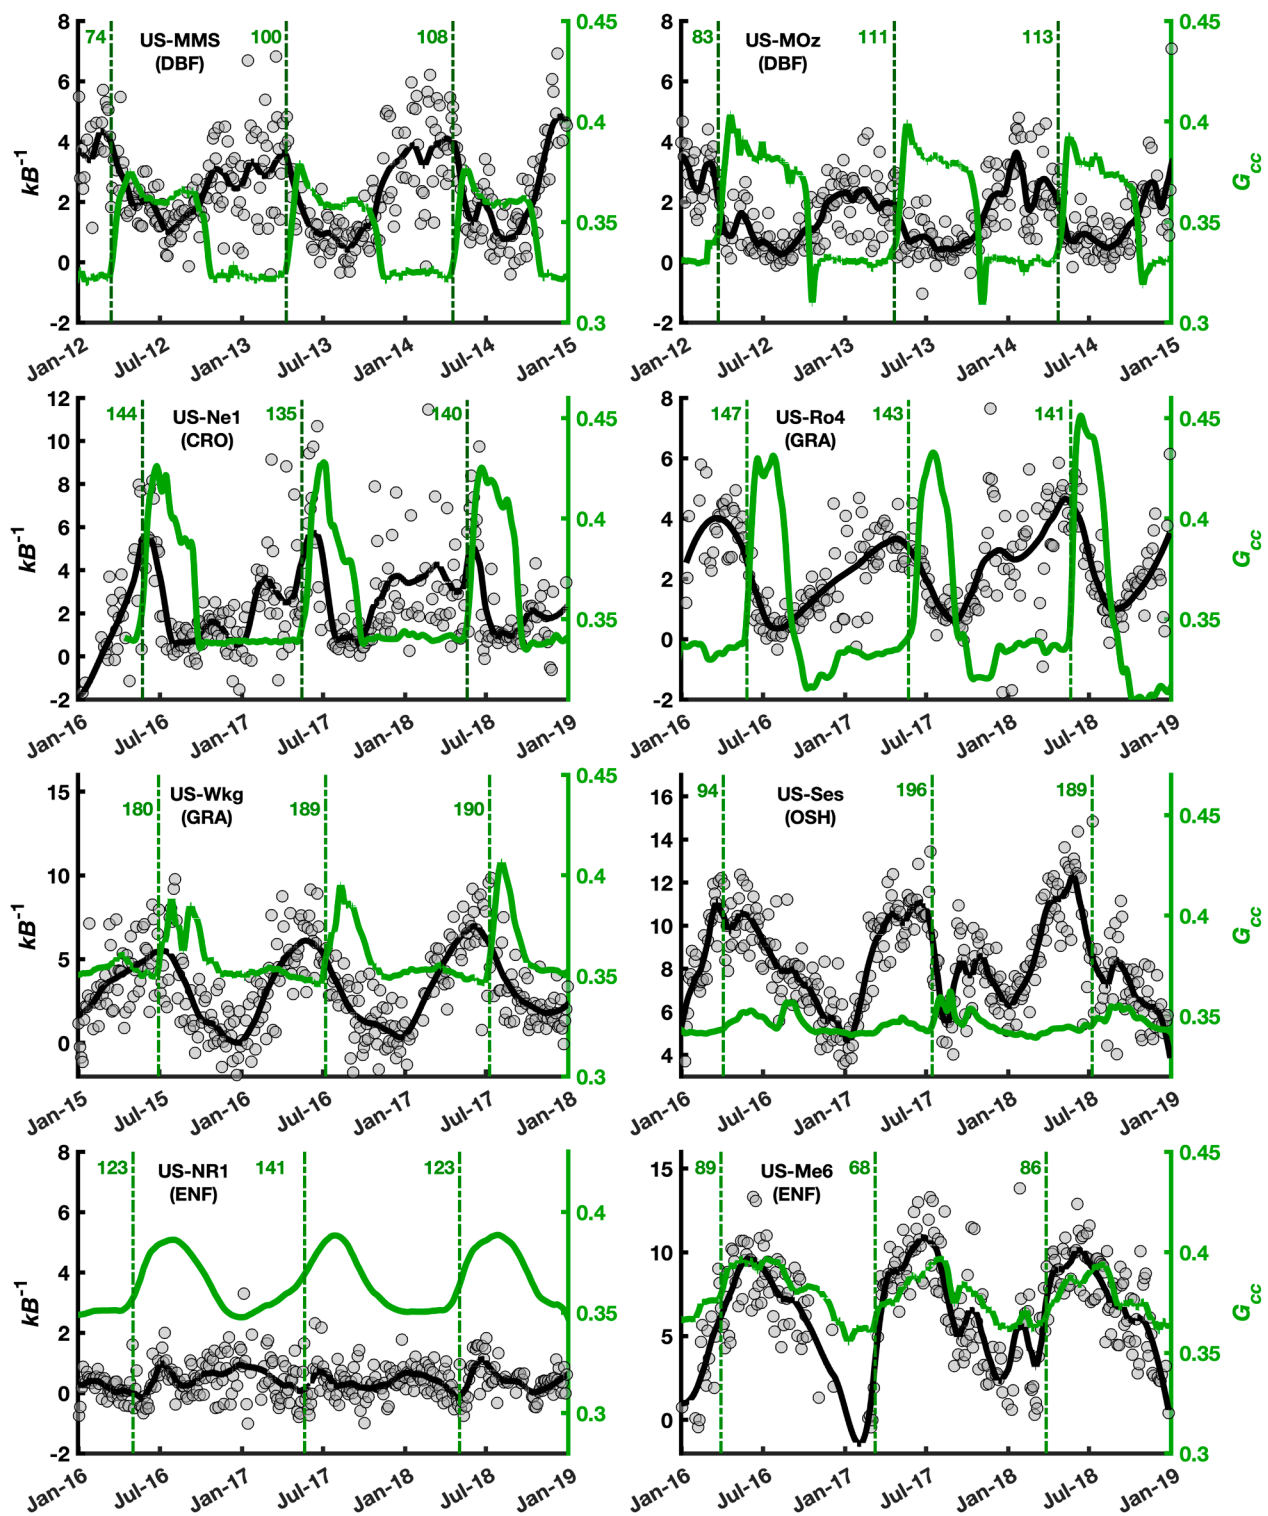 8
6
4
2
0
-2
kB-1
74
US-MMS
(DBF)
100
108
0.45
0.4
0.35
0.3
Jan-12
Jul-12
Jan-13
Jul-13
Jan-14
Jul-14
Jan-15
8
6
4
2
0
-2
83
US-MOz
(DBF)
111
113
0.45
0.4
0.35
0.3
Gcc
Jan-12
Jul-12
Jan-13
Jul-13
Jan-14
Jul-14
Jan-15
12
10
8
6
4
2
0
-2
kB-1
144
US-Ne1
(CRO)
135
140
0.45
0.4
0.35
Jan-16
Jul-16
Jan-17
Jul-17
Jan-18
Jul-18
Jan-19
8
6
4
2
0
-2
147
US-Ro4
(GRA)
143
141
0.45
0.4
0.35
Gcc
Jan-16
Jul-16
Jan-17
Jul-17
Jan-18
Jul-18
Jan-19
15
10
5
0
kB-1
180
US-Wkg
(GRA)
189
190
0.45
0.4
0.35
0.3
Jan-15
Jul-15
Jan-16
Jul-16
Jan-17
Jul-17
Jan-18
16
14
12
10
8
6
4
94
US-Ses
(OSH)
196
189
0.45
0.4
0.35
Gcc
Jan-16
Jul-16
Jan-17
Jul-17
Jan-18
Jul-18
Jan-19
8
6
4
2
0
-2
kB-1
123
US-NR1
(ENF)
141
123
0.4
0.35
0.3
Jan-16
Jul-16
Jan-17
Jul-17
Jan-18
Jul-18
Jan-19
15
10
5
0
89
US-Me6
(ENF)
68
86
0.45
0.4
0.35
0.3
Gcc
Jan-16
Jul-16
Jan-17
Jul-17
Jan-18
Jul-18
Jan-19